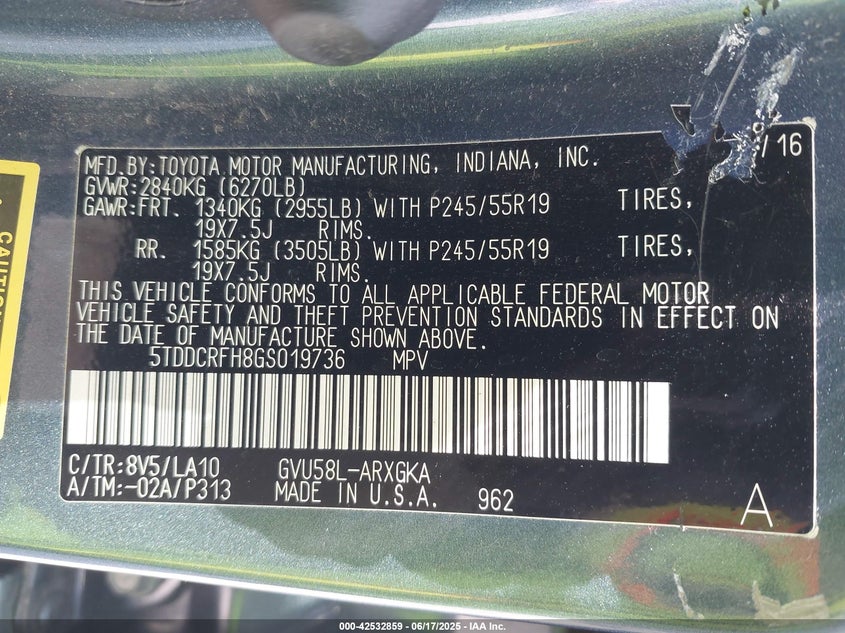 MFD.BY:TOYOTA MOTOR MANUFACTURING, INDIANA, INC. /16
GVWR:2840KG (6270LB)
GAWR:FRT. 1340KG (2955LB) WITH P245/55R19 TIRES,
19X7.5J RIMS.
RR. 1585KG (3505LB) WITH P245/55R19 TIRES,
19X7.5J RIMS.
THIS VEHICLE CONFORMS TO ALL APPLICABLE FEDERAL MOTOR
VEHICLE SAFETY AND THEFT PREVENTION STANDARDS IN EFFECT ON
THE DATE OF MANUFACTURE SHOWN ABOVE.
5TDDCRFH8GS019736 MPV
C/TR:8V5/LA10 GVU58L-ARXGKA
A/TM:-02A/P313 MADE IN U.S.A. 962
A
CAUTION
000-42532859 - 06/17/2025 - IAA Inc.